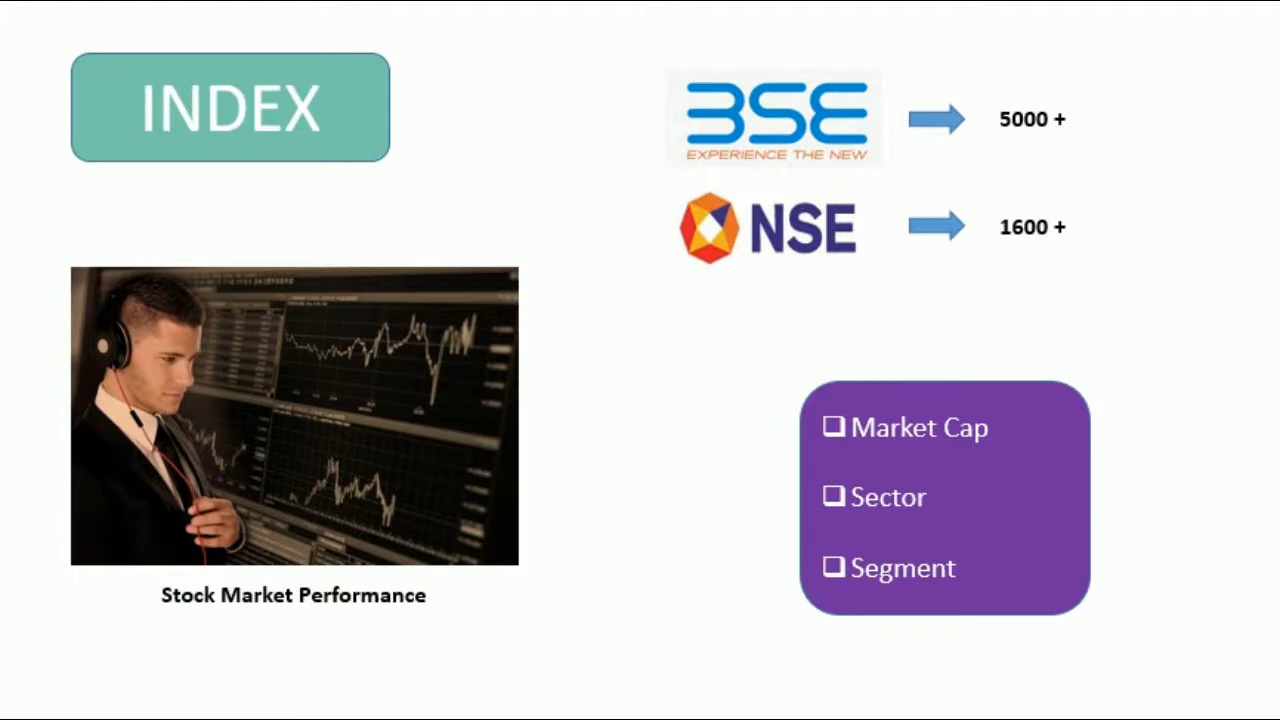 INDEX
BSE
EXPERIENCE THE NEW
5000 +
NSE
1600 +
Stock Market Performance
Market Cap
Sector
Segment